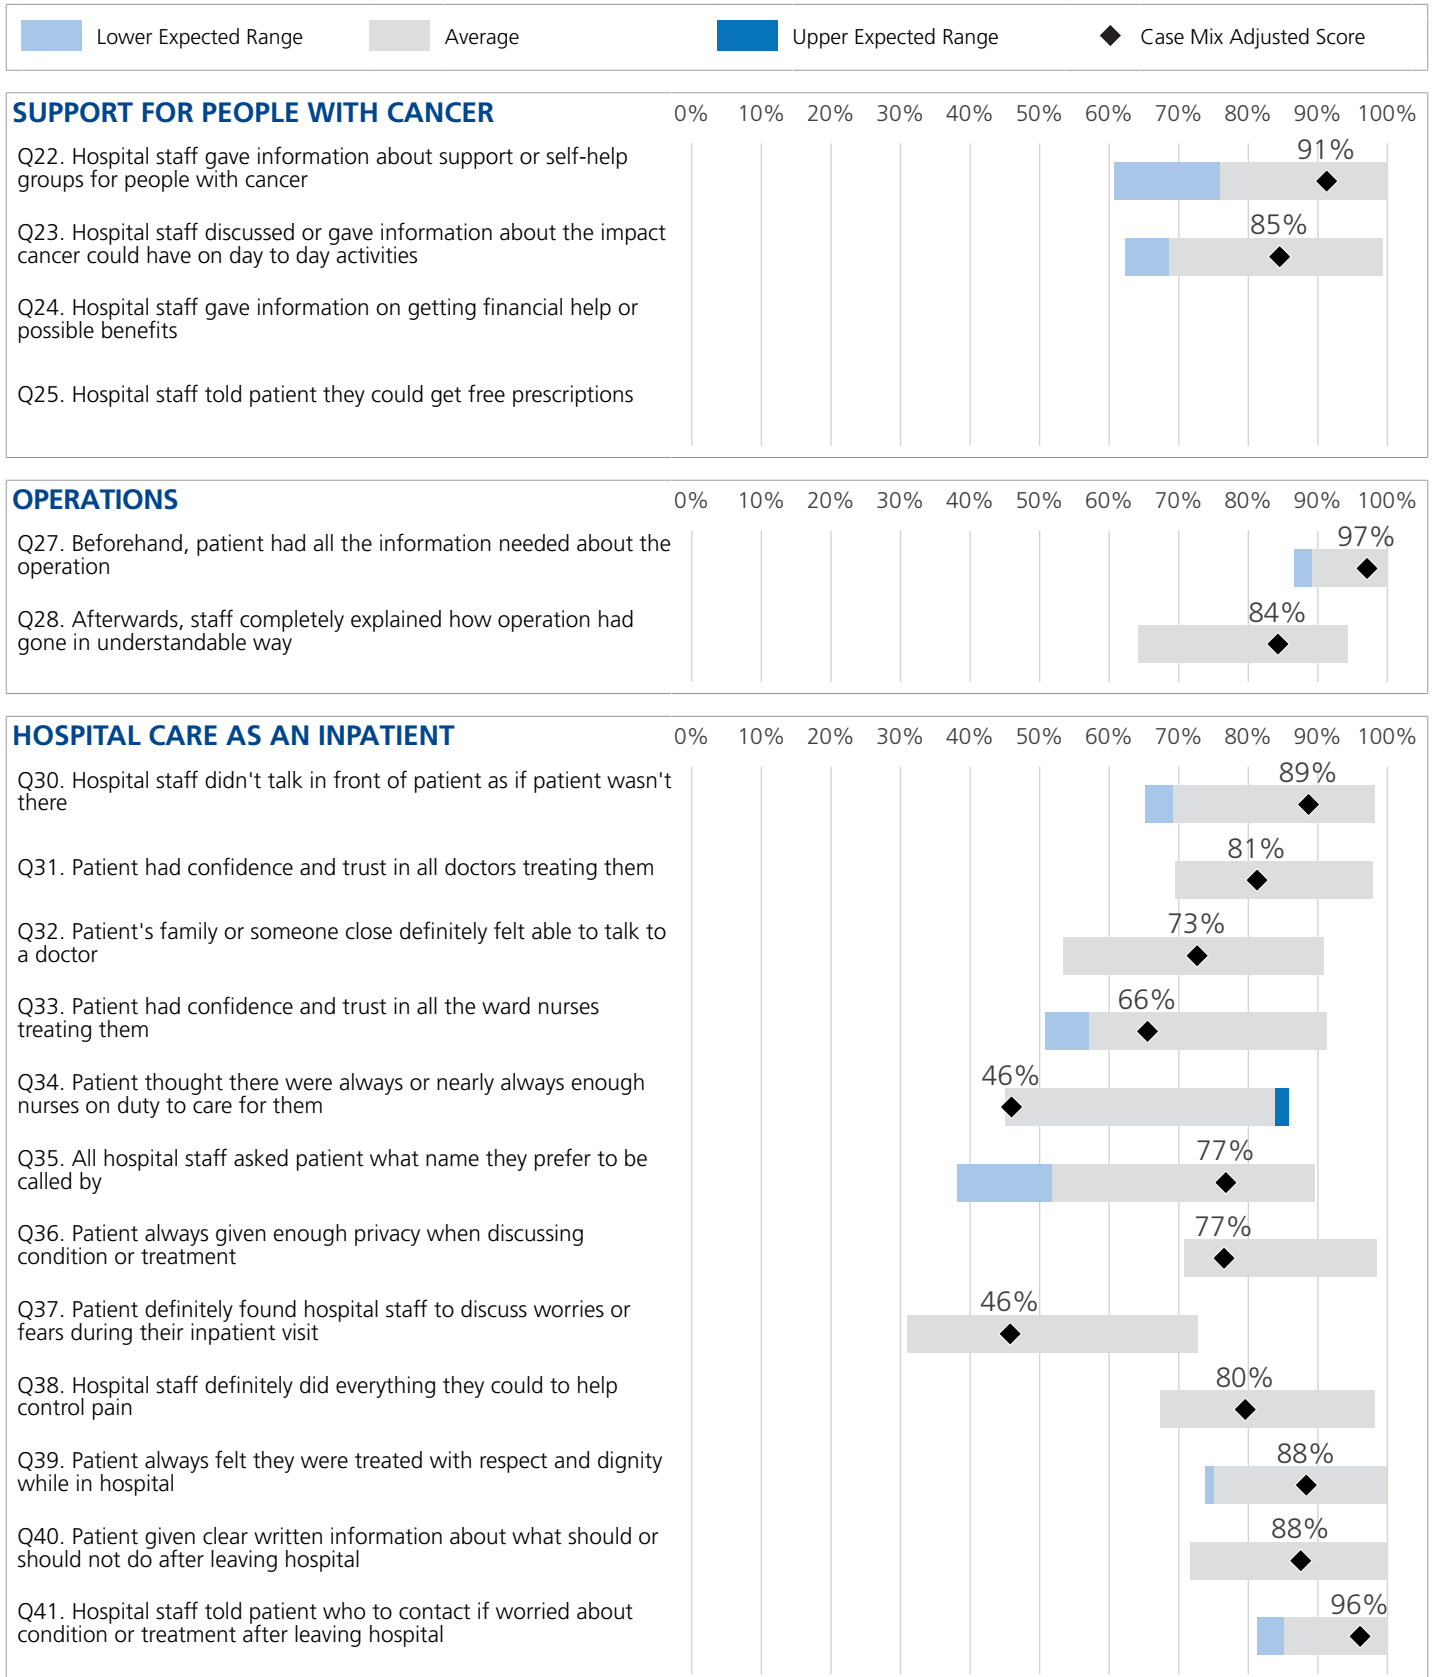 Lower Expected Range Average Upper Expected Range Case Mix Adjusted Score
SUPPORT FOR PEOPLE WITH CANCER 0% 10% 20% 30% 40% 50% 60% 70% 80% 90% 100%
Q22. Hospital staff gave information about support or self-help
groups for people with cancer
91%
Q23. Hospital staff discussed or gave information about the impact
cancer could have on day to day activities
85%
Q24. Hospital staff gave information on getting financial help or
possible benefits
Q25. Hospital staff told patient they could get free prescriptions
OPERATIONS 0% 10% 20% 30% 40% 50% 60% 70% 80% 90% 100%
Q27. Beforehand, patient had all the information needed about the
operation
97%
Q28. Afterwards, staff completely explained how operation had
gone in understandable way
84%
HOSPITAL CARE AS AN INPATIENT 0% 10% 20% 30% 40% 50% 60% 70% 80% 90% 100%
Q30. Hospital staff didn't talk in front of patient as if patient wasn't
there
89%
Q31. Patient had confidence and trust in all doctors treating them
81%
Q32. Patient's family or someone close definitely felt able to talk to
a doctor
73%
Q33. Patient had confidence and trust in all the ward nurses
treating them
66%
Q34. Patient thought there were always or nearly always enough
nurses on duty to care for them
46%
Q35. All hospital staff asked patient what name they prefer to be
called by
77%
Q36. Patient always given enough privacy when discussing
condition or treatment
77%
Q37. Patient definitely found hospital staff to discuss worries or
fears during their inpatient visit
46%
Q38. Hospital staff definitely did everything they could to help
control pain
80%
Q39. Patient always felt they were treated with respect and dignity
while in hospital
88%
Q40. Patient given clear written information about what should or
should not do after leaving hospital
88%
Q41. Hospital staff told patient who to contact if worried about
condition or treatment after leaving hospital
96%